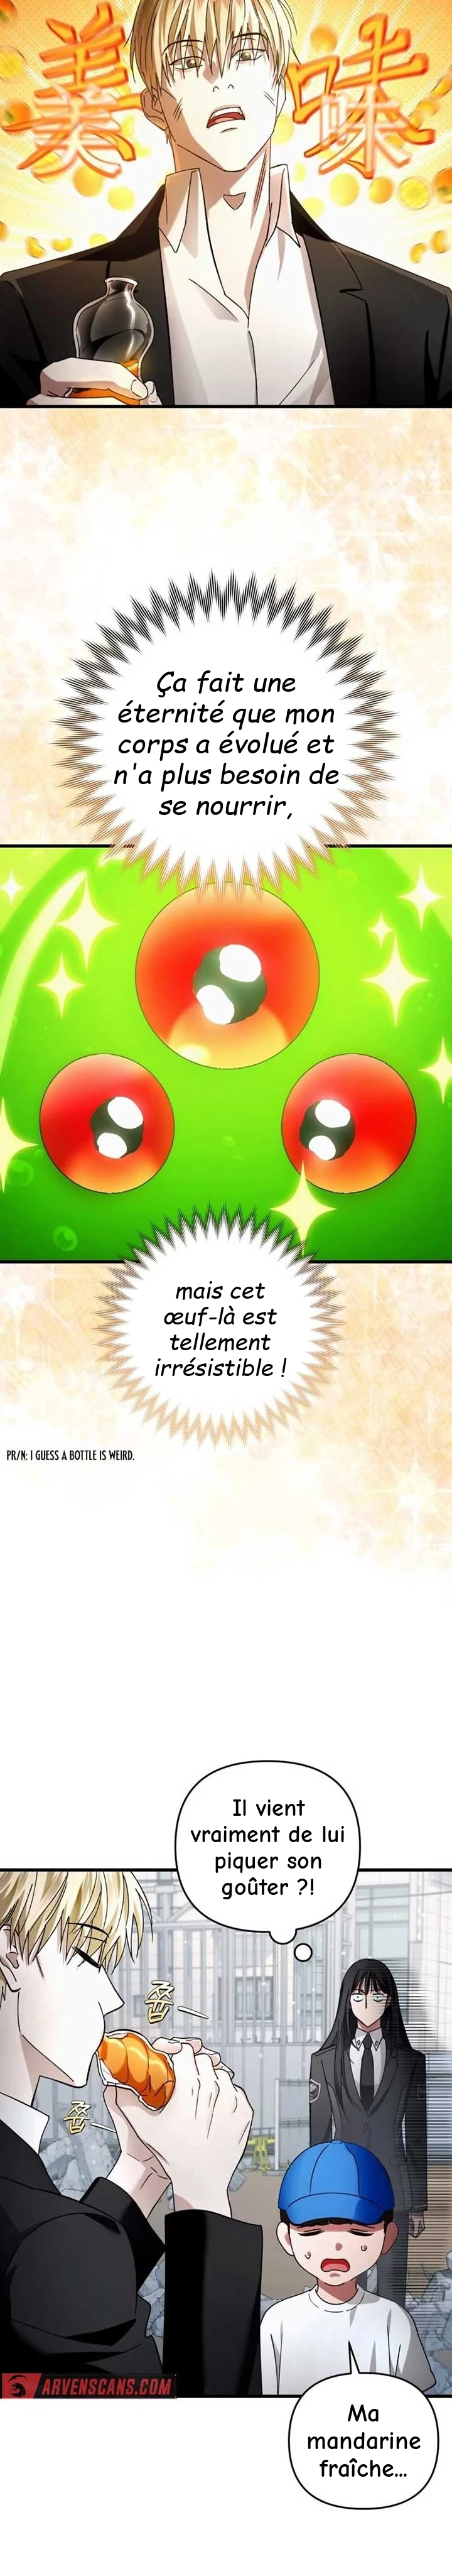 美味
Ça fait une
éternité que mon
corps a évolué et
n'a plus besoin de
se nourrir,
mais cet
œuf-là est
tellement
irrésistible !
PR/N: I GUESS A BOTTLE IS WEIRD.
Il vient
vraiment de lui
piquer son
goûter ?!
쭙
쭙
ARVENSCANS.COM
Ma
mandarine
fraîche...